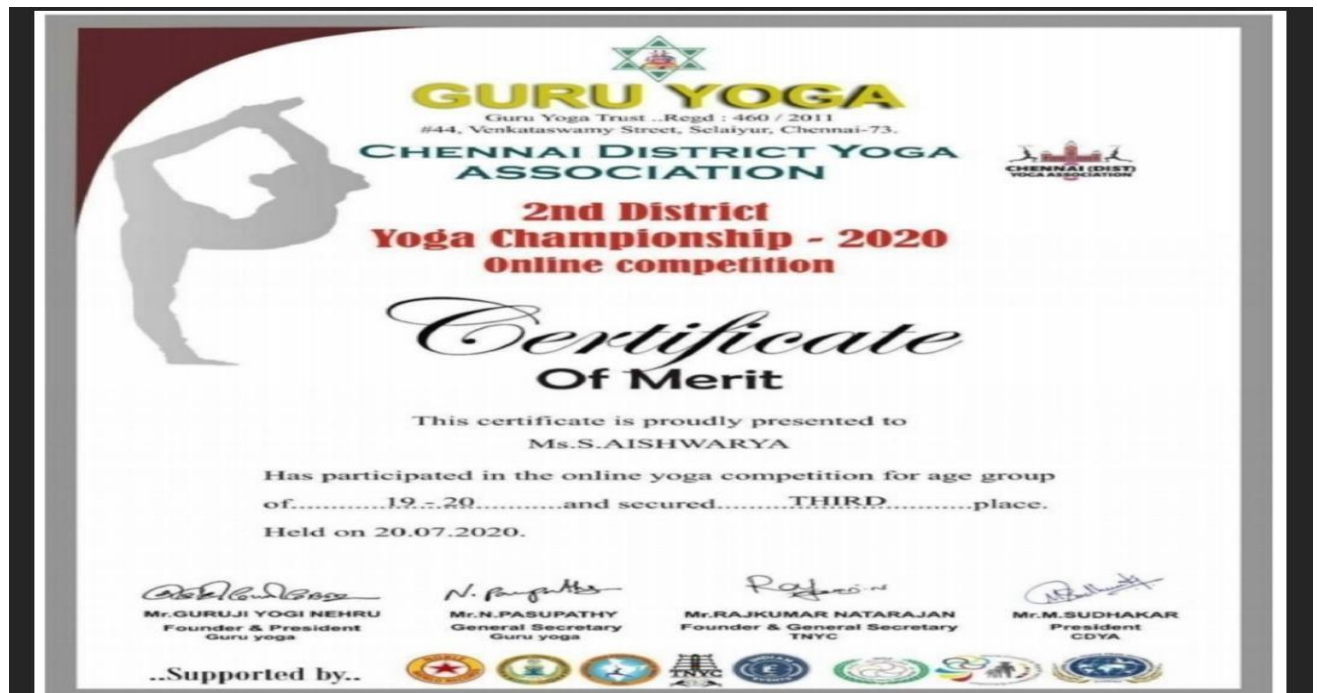 GURU YOGA
Guru Yoga Trust ..Regd : 460 / 2011
#44, Venkataswamy Street, Selaiyur, Chennai-73.
CHENNAI DISTRICT YOGA
ASSOCIATION
CHENNAI (DIST)
YOGA ASSOCIATION
2nd District
Yoga Championship - 2020
Online competition
Certificate
Of Merit
This certificate is proudly presented to
Ms.S.AISHWARYA
Has participated in the online yoga competition for age group
of..............19 - 20.............and secured.........THIRD...........place.
Held on 20.07.2020.
N. Pasupathy
Mr.GURUJI YOGI NEHRU Mr.N.PASUPATHY Mr.RAJKUMAR NATARAJAN Mr.M.SUDHAKAR
Founder & President General Secretary Founder & General Secretary President
Guru yoga Guru yoga TNYC CDYA
..Supported by..
TNYC